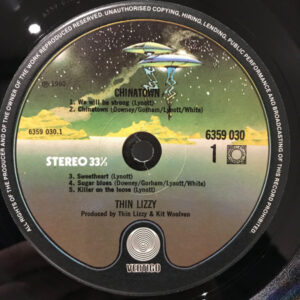 ALL RIGHTS OF THE PRODUCER AND OF THE OWNER OF THE WORK REPRODUCED RESERVED. UNAUTHORISED COPYING, HIRING, LENDING, PUBLIC PERFORMANCE AND BROADCASTING OF THIS RECORD PROHIBITED
℗ 1980
CHINATOWN
1. We will be strong (Lynott)
2. Chinatown (Downey/Gorham/Lynott/White)
6359 030.1
6359 030
STEREO 33⅓
1
3. Sweetheart (Lynott)
4. Sugar blues (Downey/Gorham/Lynott/White)
5. Killer on the loose (Lynott)
THIN LIZZY
Produced by Thin Lizzy & Kit Woolven
VERTIGO